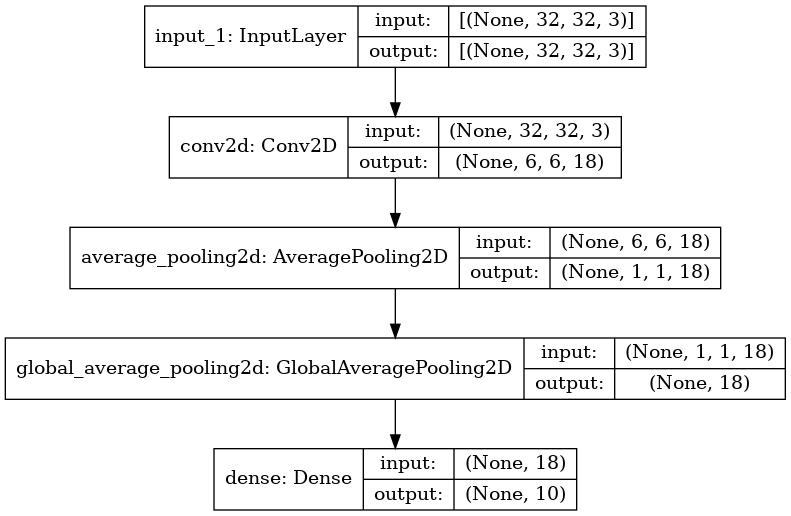 input_1: InputLayer
input:
[(None, 32, 32, 3)]
output:
[(None, 32, 32, 3)]
conv2d: Conv2D
input:
(None, 32, 32, 3)
output:
(None, 6, 6, 18)
average_pooling2d: AveragePooling2D
input:
(None, 6, 6, 18)
output:
(None, 1, 1, 18)
global_average_pooling2d: GlobalAveragePooling2D
input:
(None, 1, 1, 18)
output:
(None, 18)
dense: Dense
input:
(None, 18)
output:
(None, 10)